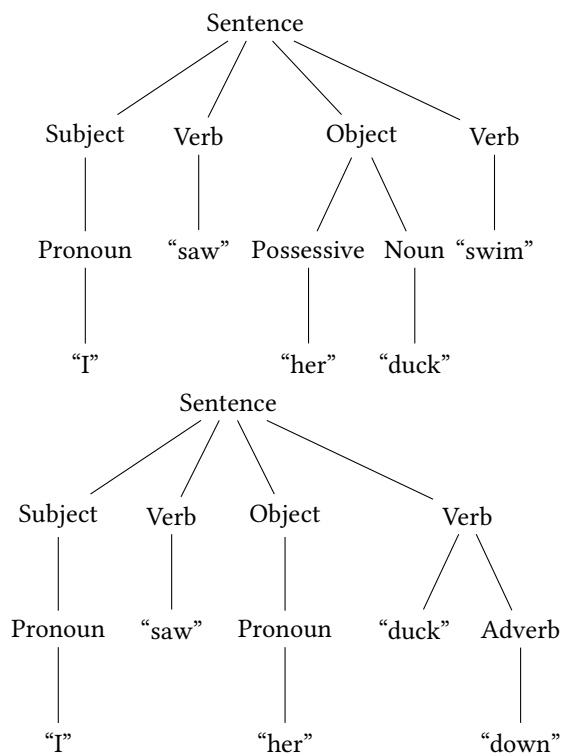 Sentence
Subject Verb Object Verb
Pronoun “saw” Possessive Noun “swim”
“I” “her” “duck”
Sentence
Subject Verb Object Verb
Pronoun “saw” Pronoun “duck” Adverb
“I” “her” “down”